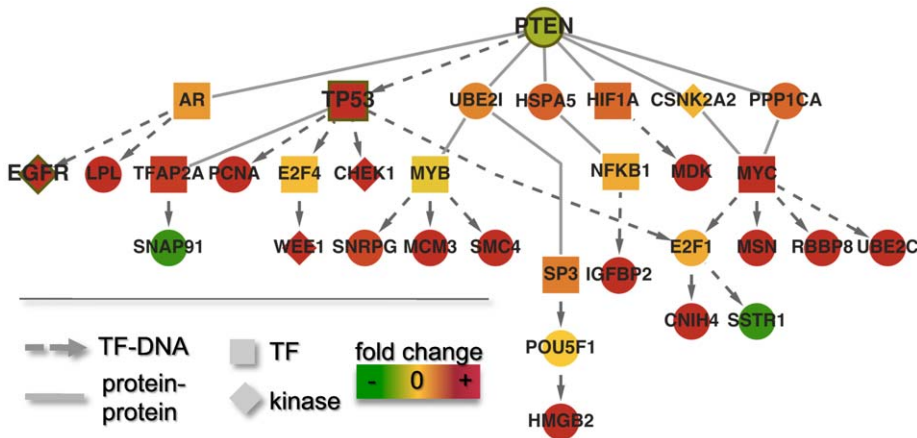 PTEN
AR TP53 UBE2I HSPA5 HIF1A CSNK2A2 PPP1CA
EGFR LPL TFAP2A PCNA E2F4 CHEK1 MYB NFKB1 MDK MYC
SNAP91 WEE1 SNRPG MCM3 SMC4 SP3 IGFBP2 E2F1 MSN RBBP8 UBE2C
CNIH4 SSTR1
POU5F1
HMGB2
TF-DNA
protein-
protein
TF
kinase
fold change
- 0 +